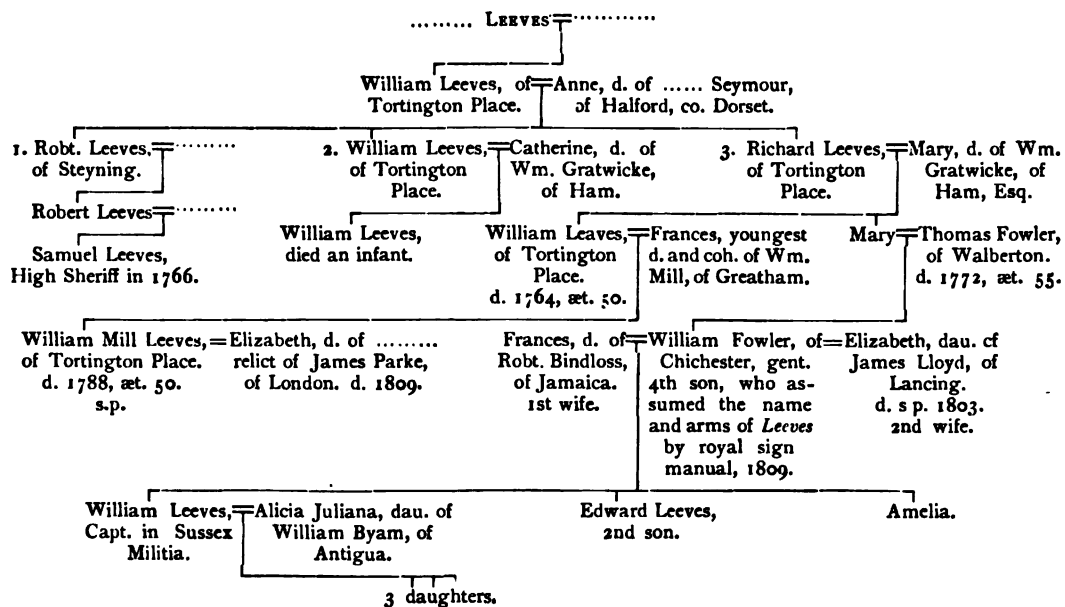 ......... LEEVES ............
William Leeves, of
Tortington Place.
Anne, d. of ...... Seymour,
of Halford, co. Dorset.
1. Robt. Leeves,
of Steyning.
.........
2. William Leeves,
of Tortington
Place.
Catherine, d. of
Wm. Gratwicke,
of Ham.
3. Richard Leeves,
of Tortington
Place.
Mary, d. of Wm.
Gratwicke, of
Ham, Esq.
Robert Leeves
.........
Samuel Leeves,
High Sheriff in 1766.
William Leeves,
died an infant.
William Leaves,
of Tortington
Place.
d. 1764, æt. 50.
Frances, youngest
d. and coh. of Wm.
Mill, of Greatham.
Mary
Thomas Fowler,
of Walberton.
d. 1772, æt. 55.
William Mill Leeves,
of Tortington Place.
d. 1788, æt. 50.
s.p.
Elizabeth, d. of .........
relict of James Parke,
of London. d. 1809.
Frances, d. of
Robt. Bindloss,
of Jamaica.
1st wife.
William Fowler, of
Chichester, gent.
4th son, who as-
sumed the name
and arms of Leeves
by royal sign
manual, 1809.
Elizabeth, dau. of
James Lloyd, of
Lancing.
d. s p. 1803.
2nd wife.
William Leeves,
Capt. in Sussex
Militia.
Alicia Juliana, dau. of
William Byam, of
Antigua.
Edward Leeves,
2nd son.
Amelia.
3 daughters.